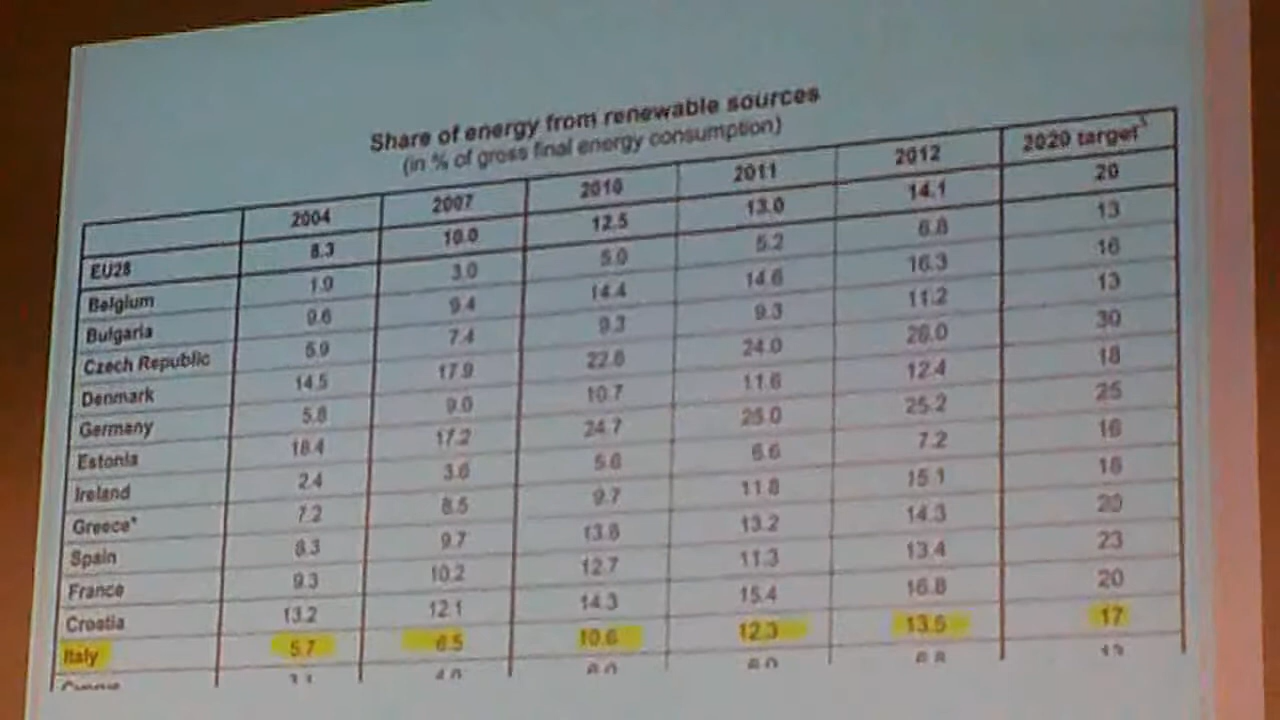 Share of energy from renewable sources
(in % of gross final energy consumption)
2004 2007 2010 2011 2012 2020 target¹
EU28 8.3 10.0 12.5 13.0 14.1 20
Belgium 1.9 3.0 5.0 5.2 6.8 13
Bulgaria 9.6 9.4 14.4 14.6 16.3 16
Czech Republic 5.9 7.4 9.3 9.3 11.2 13
Denmark 14.5 17.9 22.6 24.0 26.0 30
Germany 5.8 9.0 10.7 11.6 12.4 18
Estonia 18.4 17.2 24.7 25.0 25.2 25
Ireland 2.4 3.6 5.6 6.6 7.2 16
Greece* 7.2 8.5 9.7 11.8 15.1 18
Spain 8.3 9.7 13.8 13.2 14.3 20
France 9.3 10.2 12.7 11.3 13.4 23
Croatia 13.2 12.1 14.3 15.4 16.8 20
Italy 5.7 6.5 10.6 12.3 13.5 17